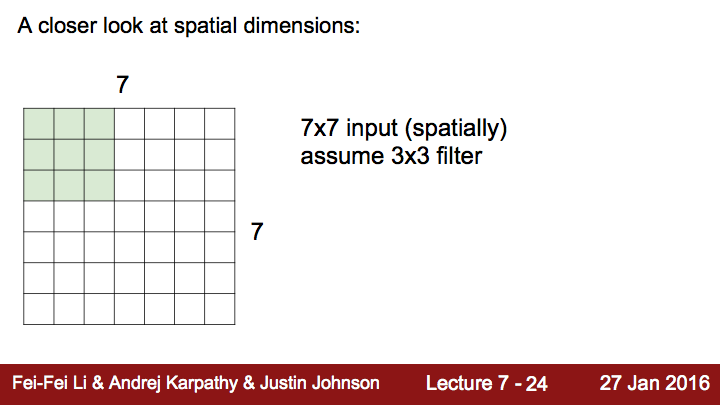 A closer look at spatial dimensions:
7
7x7 input (spatially)
assume 3x3 filter
7
Fei-Fei Li & Andrej Karpathy & Justin Johnson Lecture 7 - 24 27 Jan 2016